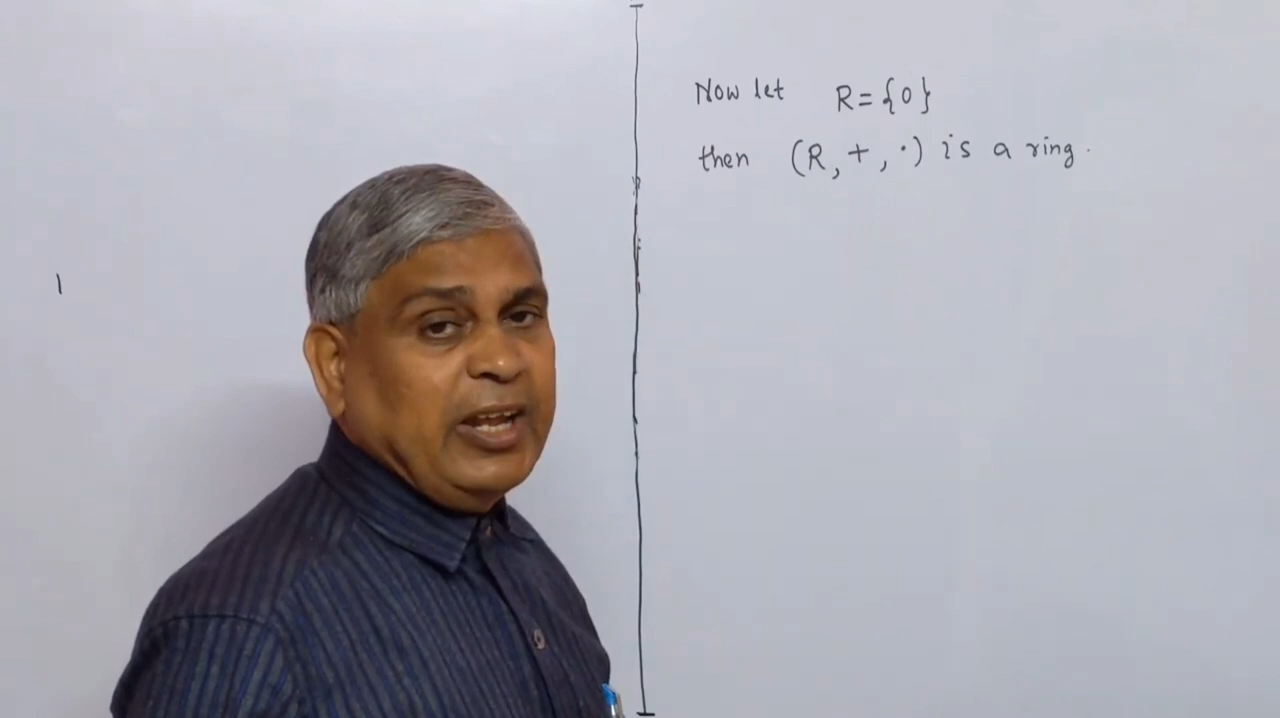 Now let R = {0}
then (R, +, ·) is a ring.